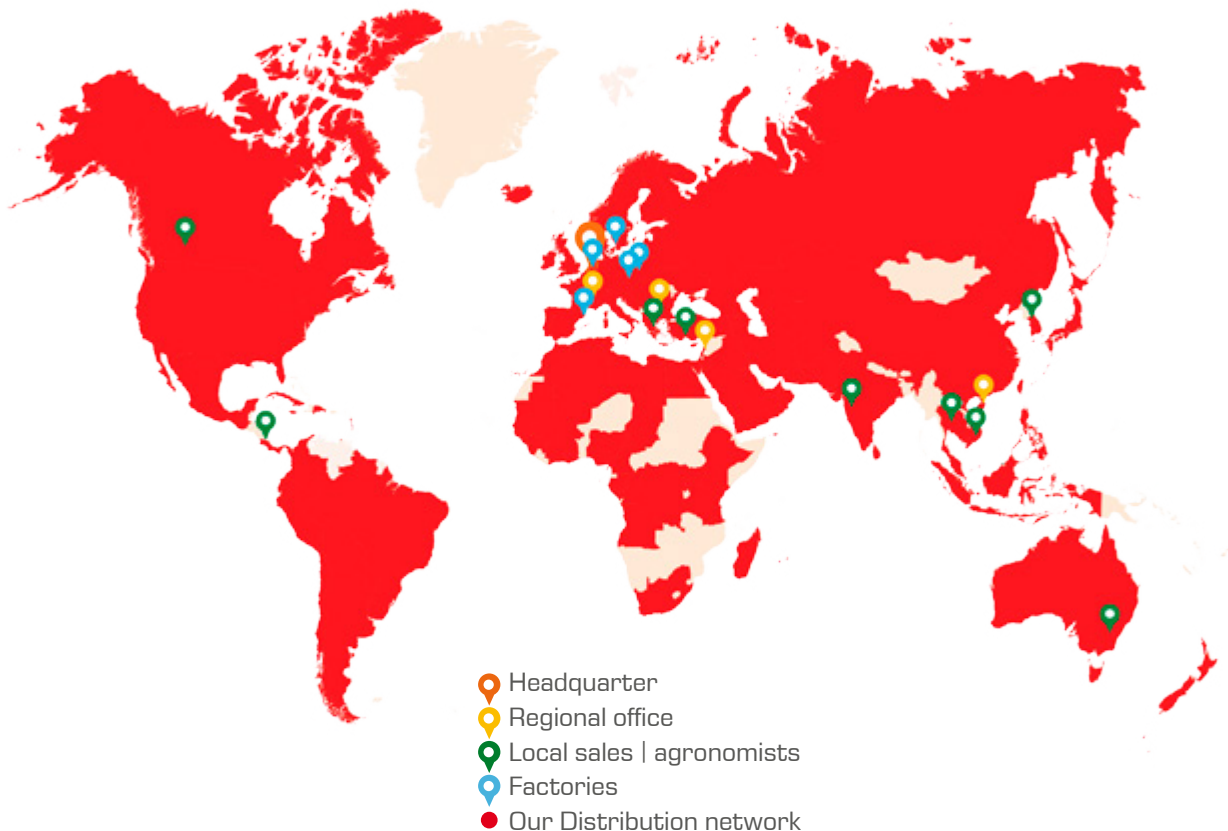 Headquarter
Regional office
Local sales | agronomists
Factories
Our Distribution network